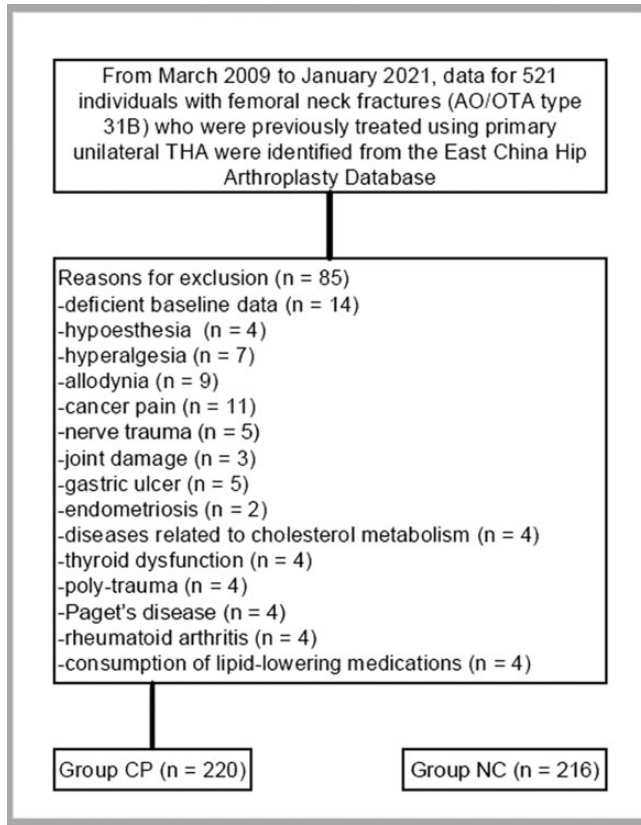 From March 2009 to January 2021, data for 521
individuals with femoral neck fractures (AO/OTA type
31B) who were previously treated using primary
unilateral THA were identified from the East China Hip
Arthroplasty Database
Reasons for exclusion (n = 85)
-deficient baseline data (n = 14)
-hypoesthesia (n = 4)
-hyperalgesia (n = 7)
-allodynia (n = 9)
-cancer pain (n = 11)
-nerve trauma (n = 5)
-joint damage (n = 3)
-gastric ulcer (n = 5)
-endometriosis (n = 2)
-diseases related to cholesterol metabolism (n = 4)
-thyroid dysfunction (n = 4)
-poly-trauma (n = 4)
-Paget's disease (n = 4)
-rheumatoid arthritis (n = 4)
-consumption of lipid-lowering medications (n = 4)
Group CP (n = 220)
Group NC (n = 216)